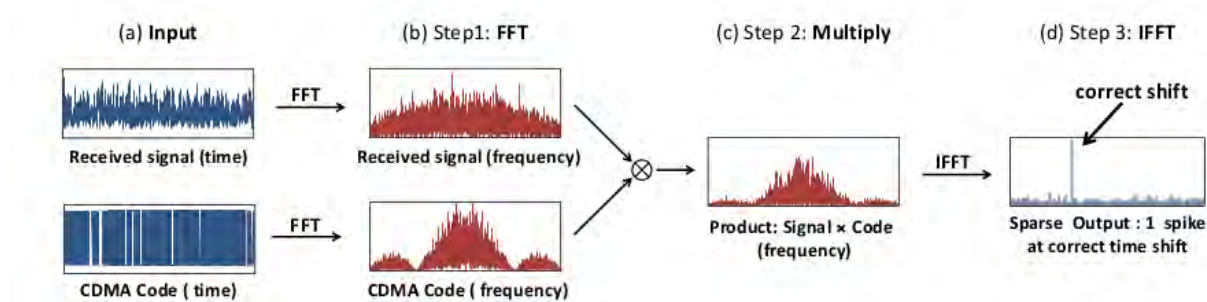 (a) Input
(b) Step1: FFT
(c) Step 2: Multiply
(d) Step 3: IFFT
correct shift
FFT
Received signal (time)
Received signal (frequency)
IFFT
FFT
Product: Signal × Code
(frequency)
Sparse Output : 1 spike
at correct time shift
CDMA Code ( time)
CDMA Code ( frequency)